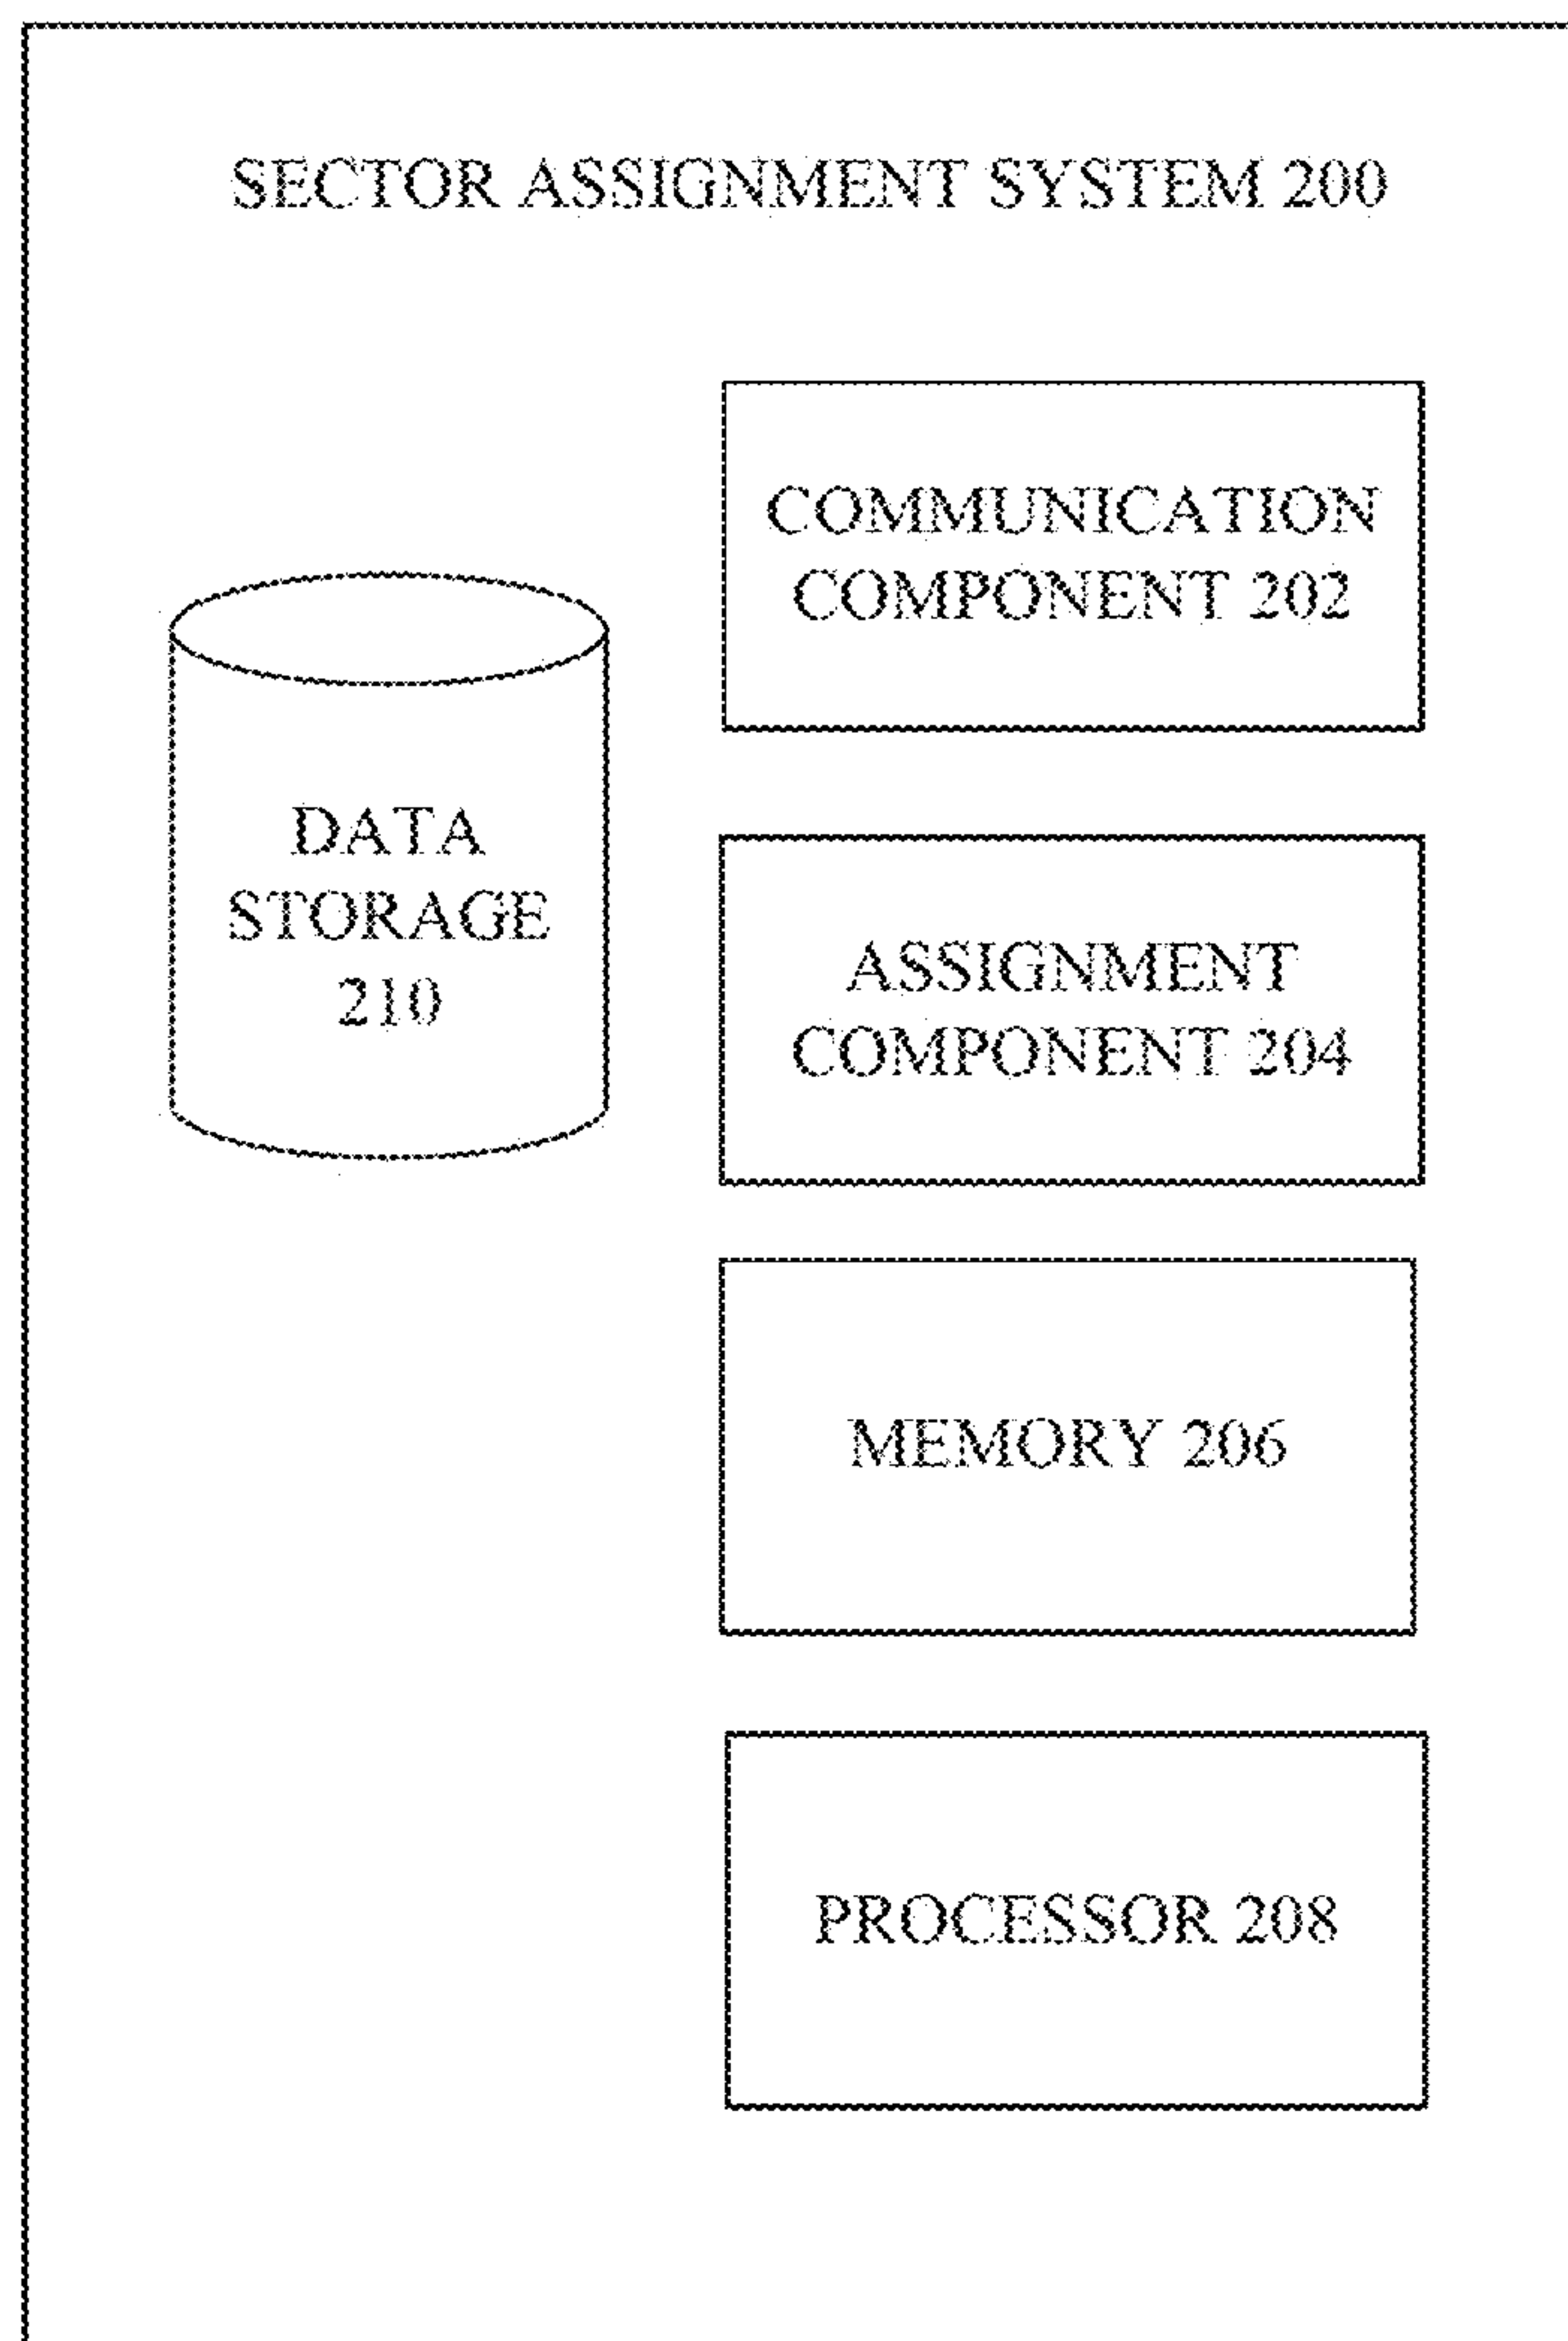 SECTOR ASSIGNMENT SYSTEM 200
COMMUNICATION
COMPONENT 202
DATA
STORAGE
210
ASSIGNMENT
COMPONENT 204
MEMORY 206
PROCESSOR 208